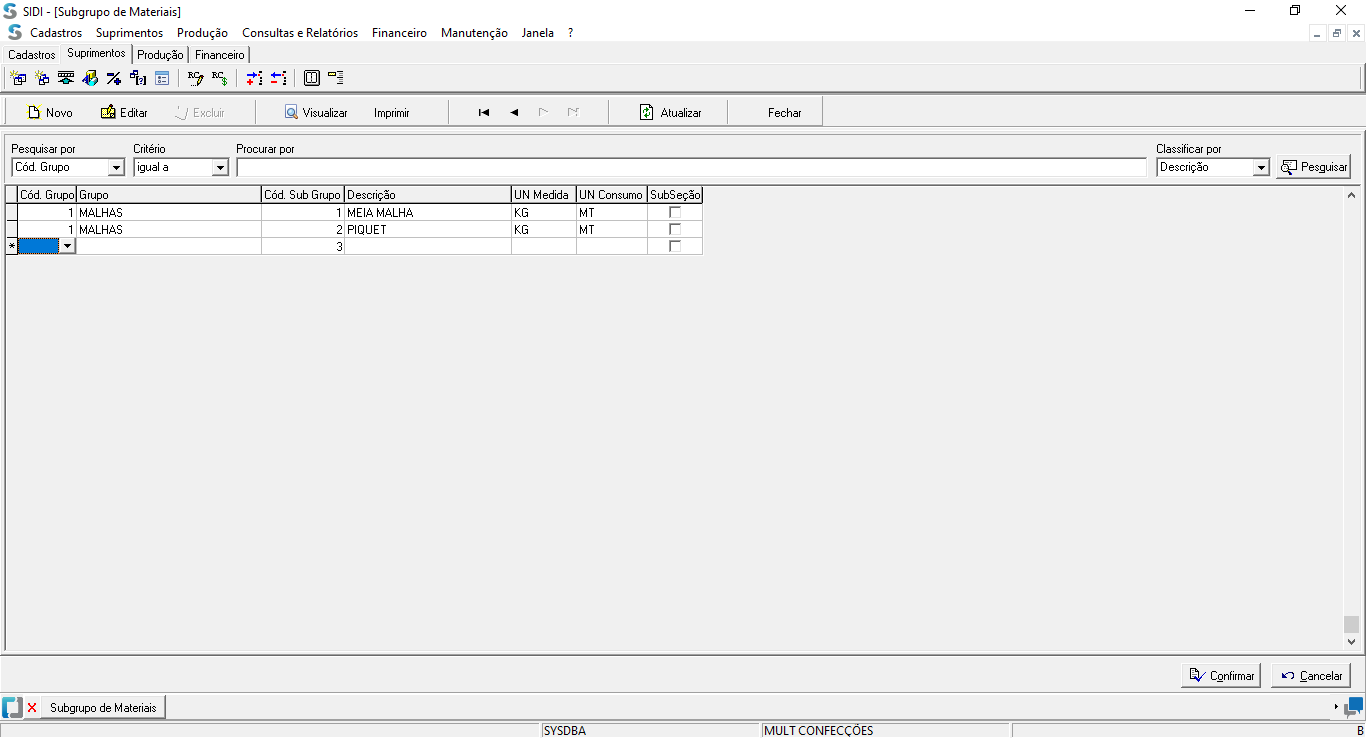 SIDI - [Subgrupo de Materiais]
Cadastros Suprimentos Produção Consultas e Relatórios Financeiro Manutenção Janela ?
Cadastros Suprimentos Produção Financeiro
Novo Editar Excluir Visualizar Imprimir Atualizar Fechar
Pesquisar por Critério Procurar por Classificar por
Cód. Grupo igual a Descrição Pesquisar
Cód. Grupo Grupo Cód. Sub Grupo Descrição UN Medida UN Consumo SubSeção
1 MALHAS 1 MEIA MALHA KG MT
1 MALHAS 2 PIQUET KG MT
* 3
Confirmar Cancelar
Subgrupo de Materiais
SYSDBA MULT CONFECÇÕES B